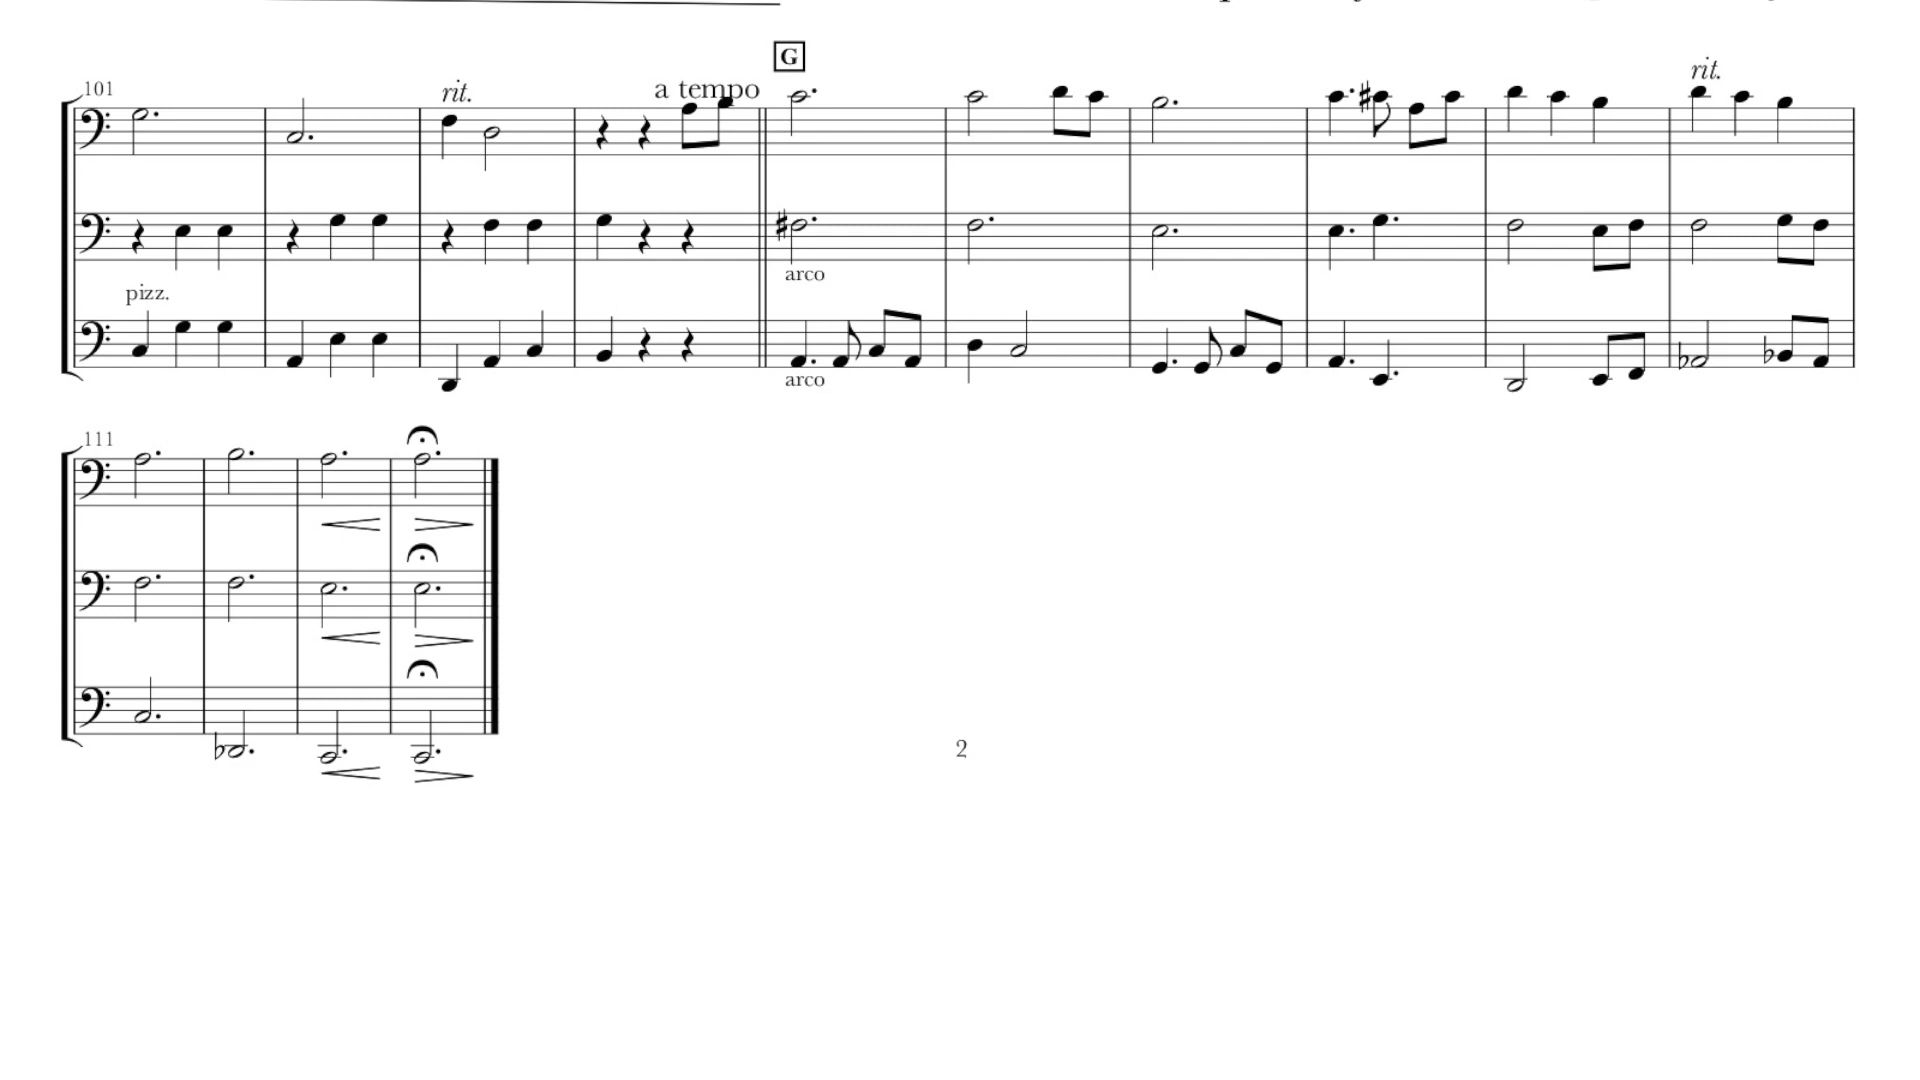 G
101
rit.
a tempo
rit.
arco
pizz.
arco
111
2